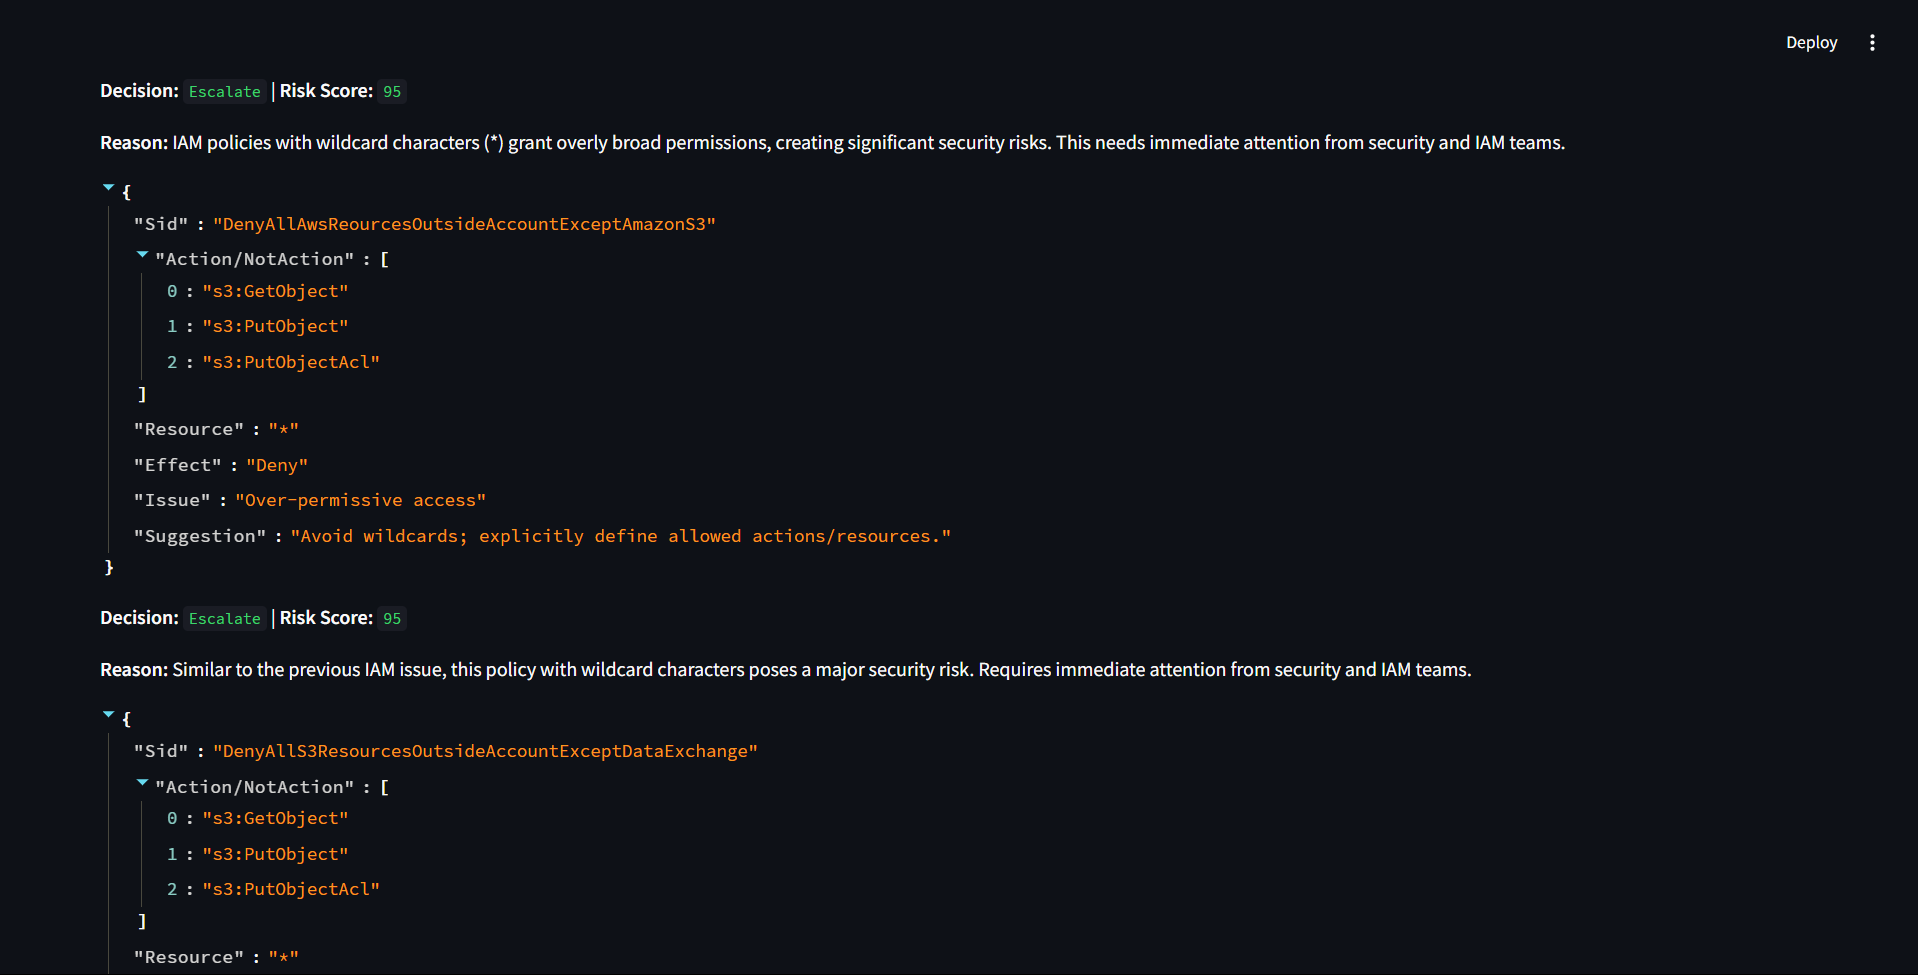 Deploy
Decision: Escalate | Risk Score: 95
Reason: IAM policies with wildcard characters (*) grant overly broad permissions, creating significant security risks. This needs immediate attention from security and IAM teams.
{
"Sid" : "DenyAllAwsReourcesOutsideAccountExceptAmazonS3"
"Action/NotAction" : [
0 : "s3:GetObject"
1 : "s3:PutObject"
2 : "s3:PutObjectAcl"
]
"Resource" : "*"
"Effect" : "Deny"
"Issue" : "Over-permissive access"
"Suggestion" : "Avoid wildcards; explicitly define allowed actions/resources."
}
Decision: Escalate | Risk Score: 95
Reason: Similar to the previous IAM issue, this policy with wildcard characters poses a major security risk. Requires immediate attention from security and IAM teams.
{
"Sid" : "DenyAllS3ResourcesOutsideAccountExceptDataExchange"
"Action/NotAction" : [
0 : "s3:GetObject"
1 : "s3:PutObject"
2 : "s3:PutObjectAcl"
]
"Resource" : "*"